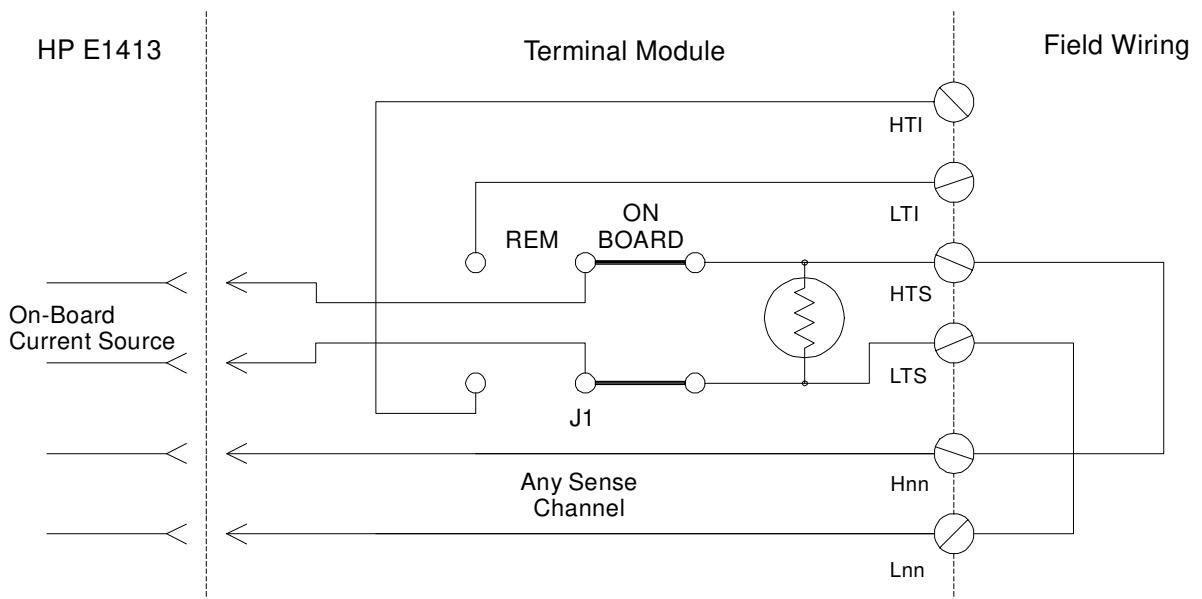 HP E1413
Terminal Module
Field Wiring
HTI
LTI
REM
ON
BOARD
HTS
On-Board
Current Source
LTS
J1
Any Sense
Channel
Hnn
Lnn